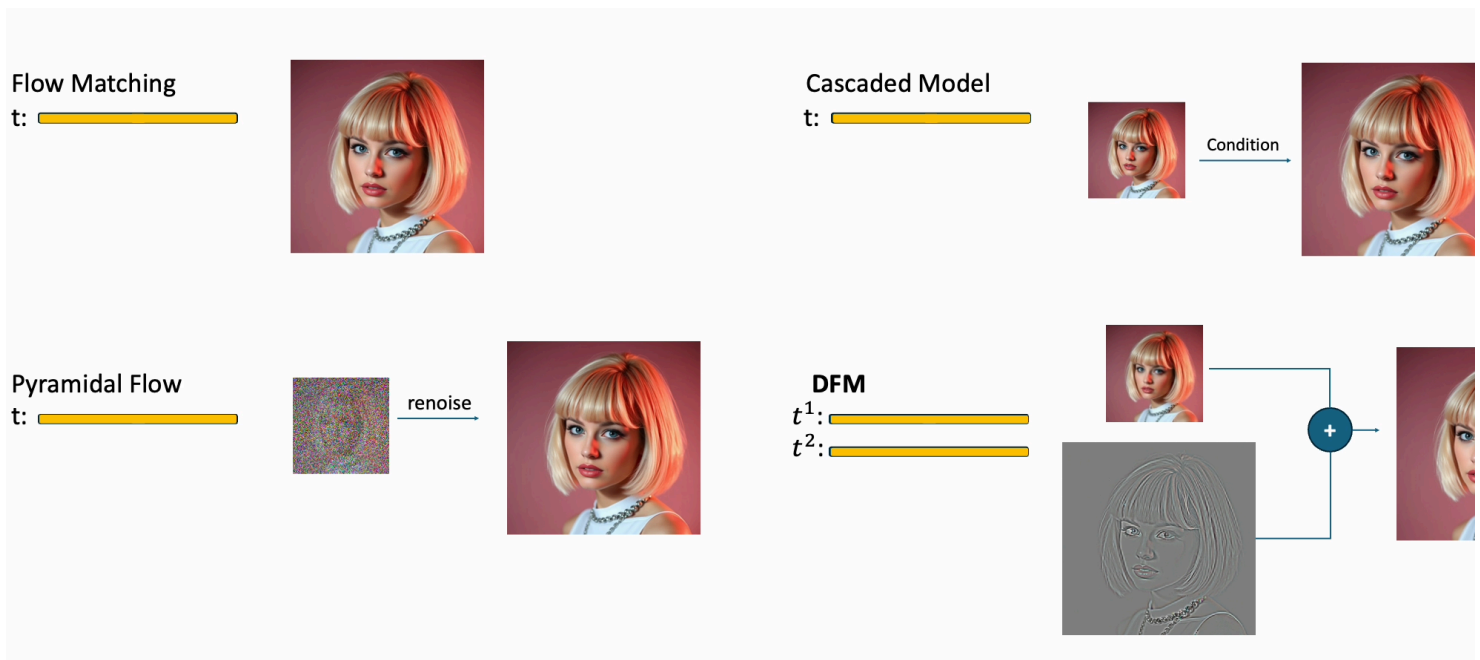 Flow Matching
t:
Cascaded Model
t:
Condition
Pyramidal Flow
t:
renoise
DFM
t¹:
t²:
+